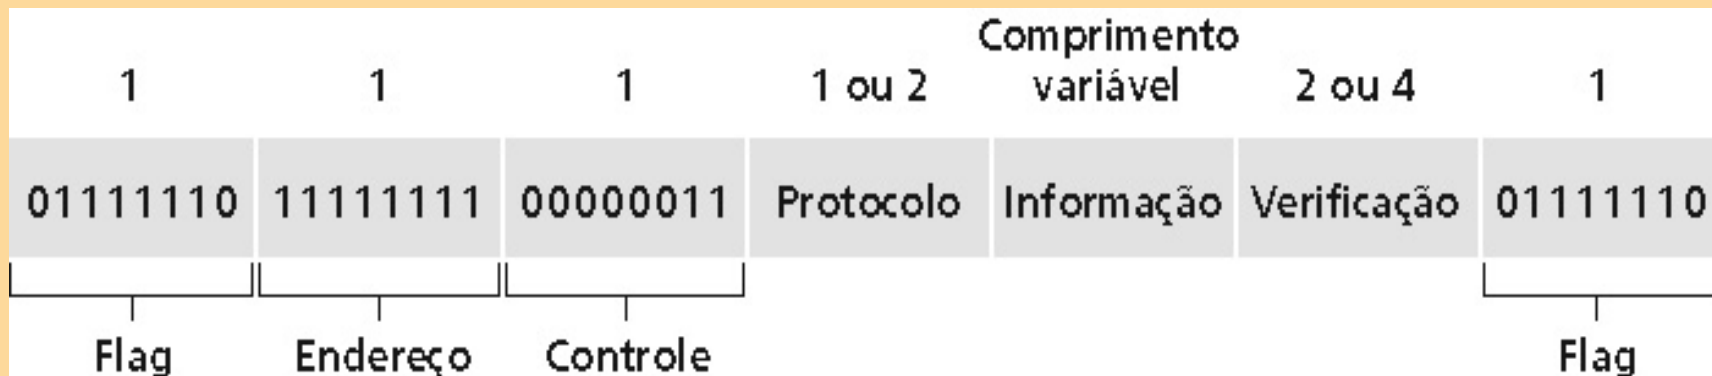 Comprimento
1 1 1 1 ou 2 variável 2 ou 4 1
01111110 11111111 00000011 Protocolo Informação Verificação 01111110
Flag Endereço Controle Flag